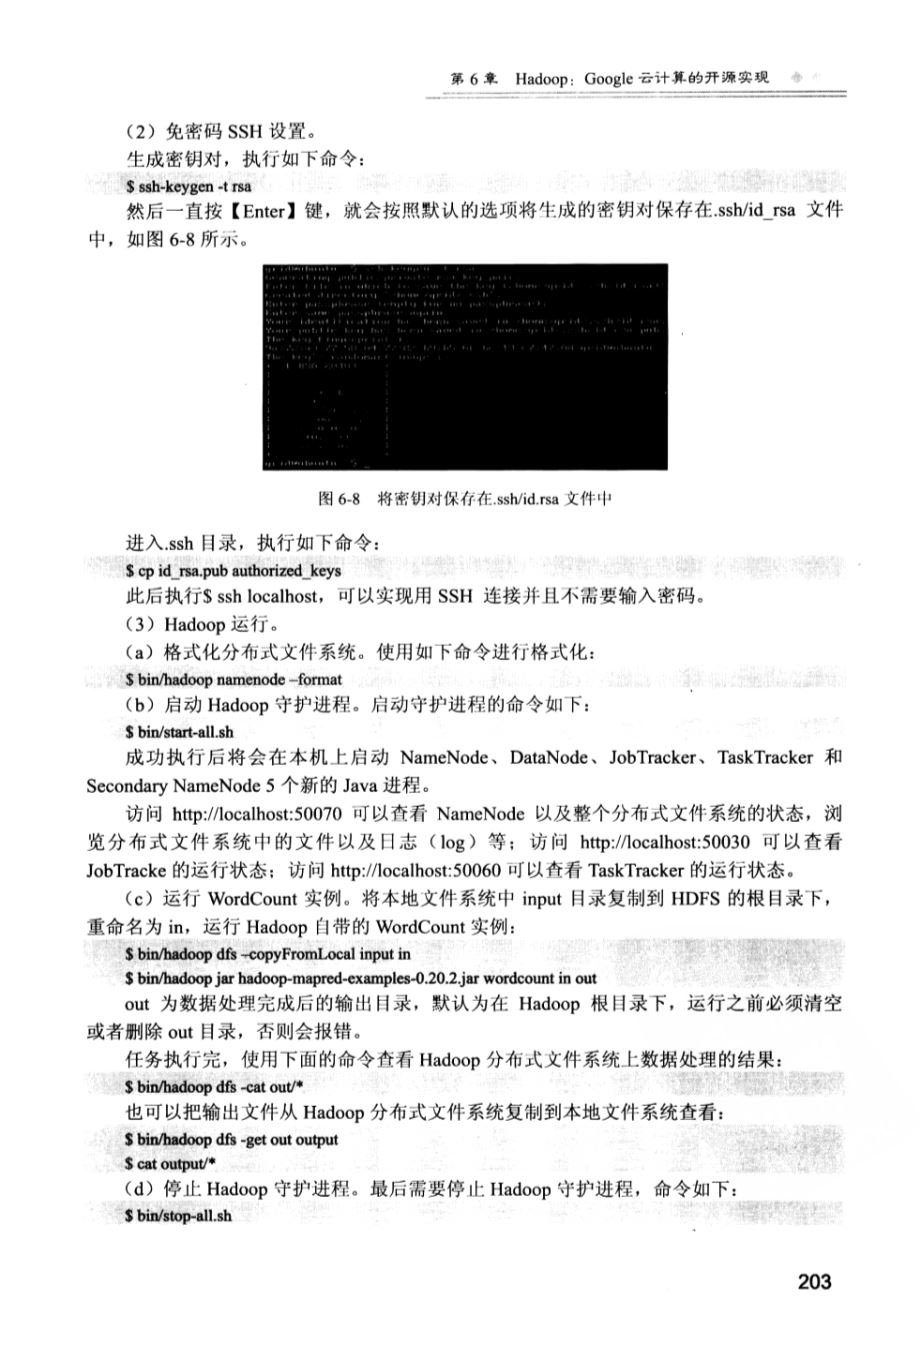 第 6 章 Hadoop：Google 云计算的开源实现
（2）免密码 SSH 设置。
生成密钥对，执行如下命令：
$ ssh-keygen -t rsa
然后一直按【Enter】键，就会按照默认的选项将生成的密钥对保存在.ssh/id_rsa 文件
中，如图 6-8 所示。
图 6-8 将密钥对保存在.ssh/id.rsa 文件中
进入.ssh 目录，执行如下命令：
$ cp id_rsa.pub authorized_keys
此后执行$ ssh localhost，可以实现用 SSH 连接并且不需要输入密码。
（3）Hadoop 运行。
（a）格式化分布式文件系统。使用如下命令进行格式化：
$ bin/hadoop namenode –format
（b）启动 Hadoop 守护进程。启动守护进程的命令如下：
$ bin/start-all.sh
成功执行后将会在本机上启动 NameNode、DataNode、JobTracker、TaskTracker 和
Secondary NameNode 5 个新的 Java 进程。
访问 http://localhost:50070 可以查看 NameNode 以及整个分布式文件系统的状态，浏
览分布式文件系统中的文件以及日志（log）等；访问 http://localhost:50030 可以查看
JobTracke 的运行状态；访问 http://localhost:50060 可以查看 TaskTracker 的运行状态。
（c）运行 WordCount 实例。将本地文件系统中 input 目录复制到 HDFS 的根目录下，
重命名为 in，运行 Hadoop 自带的 WordCount 实例：
$ bin/hadoop dfs –copyFromLocal input in
$ bin/hadoop jar hadoop-mapred-examples-0.20.2.jar wordcount in out
out 为数据处理完成后的输出目录，默认为在 Hadoop 根目录下，运行之前必须清空
或者删除 out 目录，否则会报错。
任务执行完，使用下面的命令查看 Hadoop 分布式文件系统上数据处理的结果：
$ bin/hadoop dfs -cat out/*
也可以把输出文件从 Hadoop 分布式文件系统复制到本地文件系统查看：
$ bin/hadoop dfs -get out output
$ cat output/*
（d）停止 Hadoop 守护进程。最后需要停止 Hadoop 守护进程，命令如下：
$ bin/stop-all.sh
203